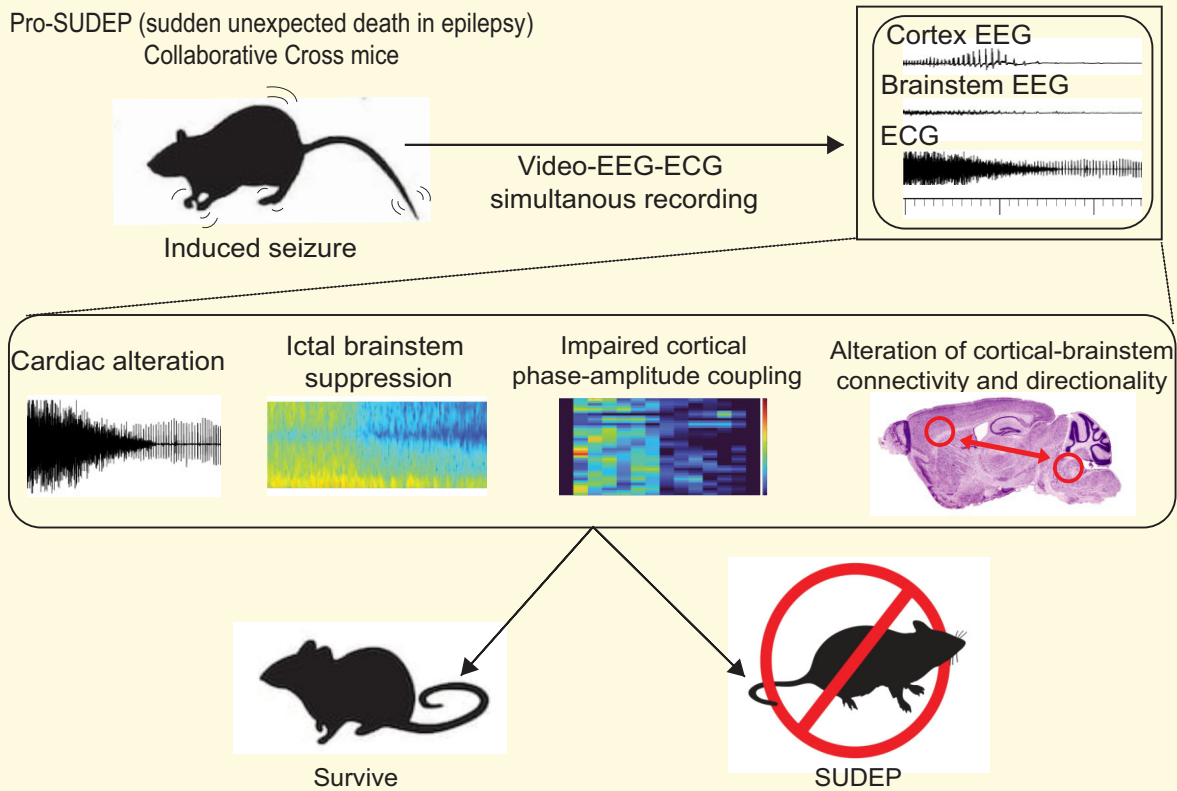 Pro-SUDEP (sudden unexpected death in epilepsy)
Collaborative Cross mice
Induced seizure
Video-EEG-ECG
simultanous recording
Cortex EEG
Brainstem EEG
ECG
Cardiac alteration
Ictal brainstem
suppression
Impaired cortical
phase-amplitude coupling
Alteration of cortical-brainstem
connectivity and directionality
Survive
SUDEP